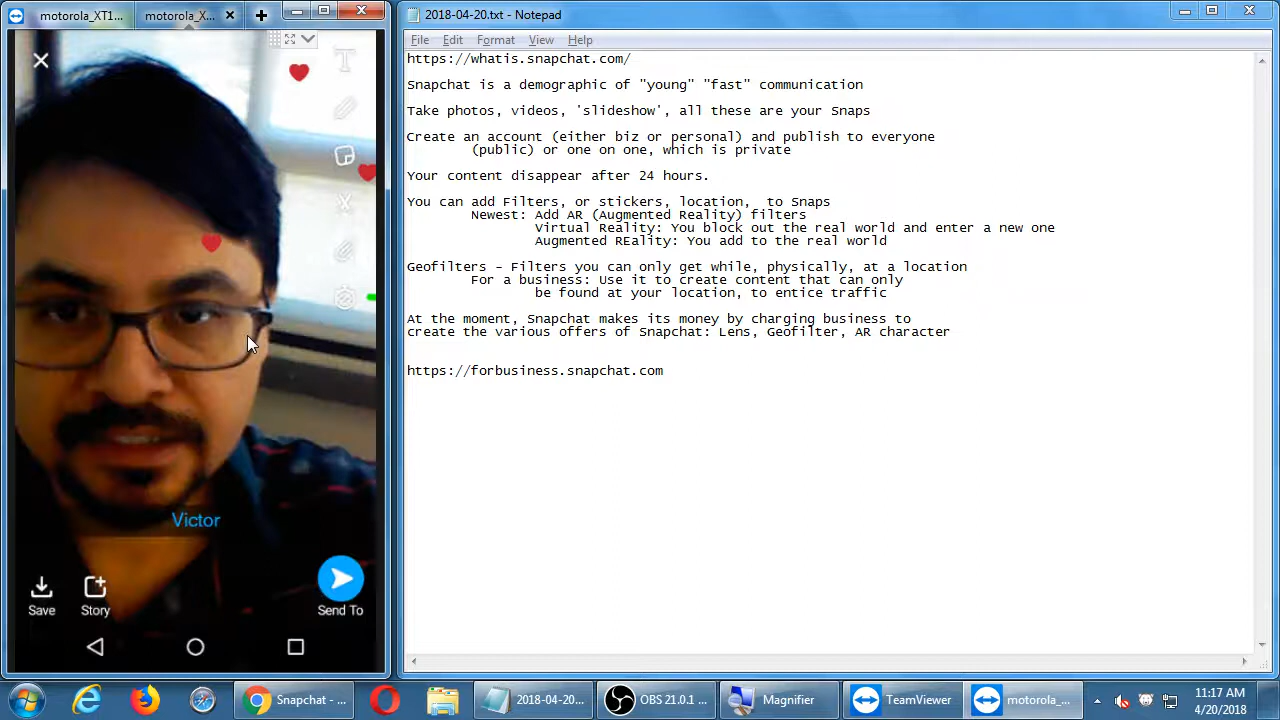 motorola_XT1...
motorola_X...
2018-04-20.txt - Notepad
File Edit Format View Help
https://whatis.snapchat.com/
Snapchat is a demographic of "young" "fast" communication
Take photos, videos, 'slideshow', all these are your Snaps
Create an account (either biz or personal) and publish to everyone
(public) or one on one, which is private
Your content disappear after 24 hours.
You can add Filters, or stickers, location,  to Snaps
Newest: Add AR (Augmented Reality) filters
Virtual Reality: You block out the real world and enter a new one
Augmented REality: You add to the real world
Geofilters - Filters you can only get while, physically, at a location
For a business: Use it to create content that can only
be found at your location, to entice traffic
At the moment, Snapchat makes its money by charging business to
create the various offers of Snapchat: Lens, Geofilter, AR character
https://forbusiness.snapchat.com
T
Victor
Save
Story
Send To
Snapchat - ...
2018-04-20...
OBS 21.0.1 ...
Magnifier
TeamViewer
motorola_...
11:17 AM
4/20/2018